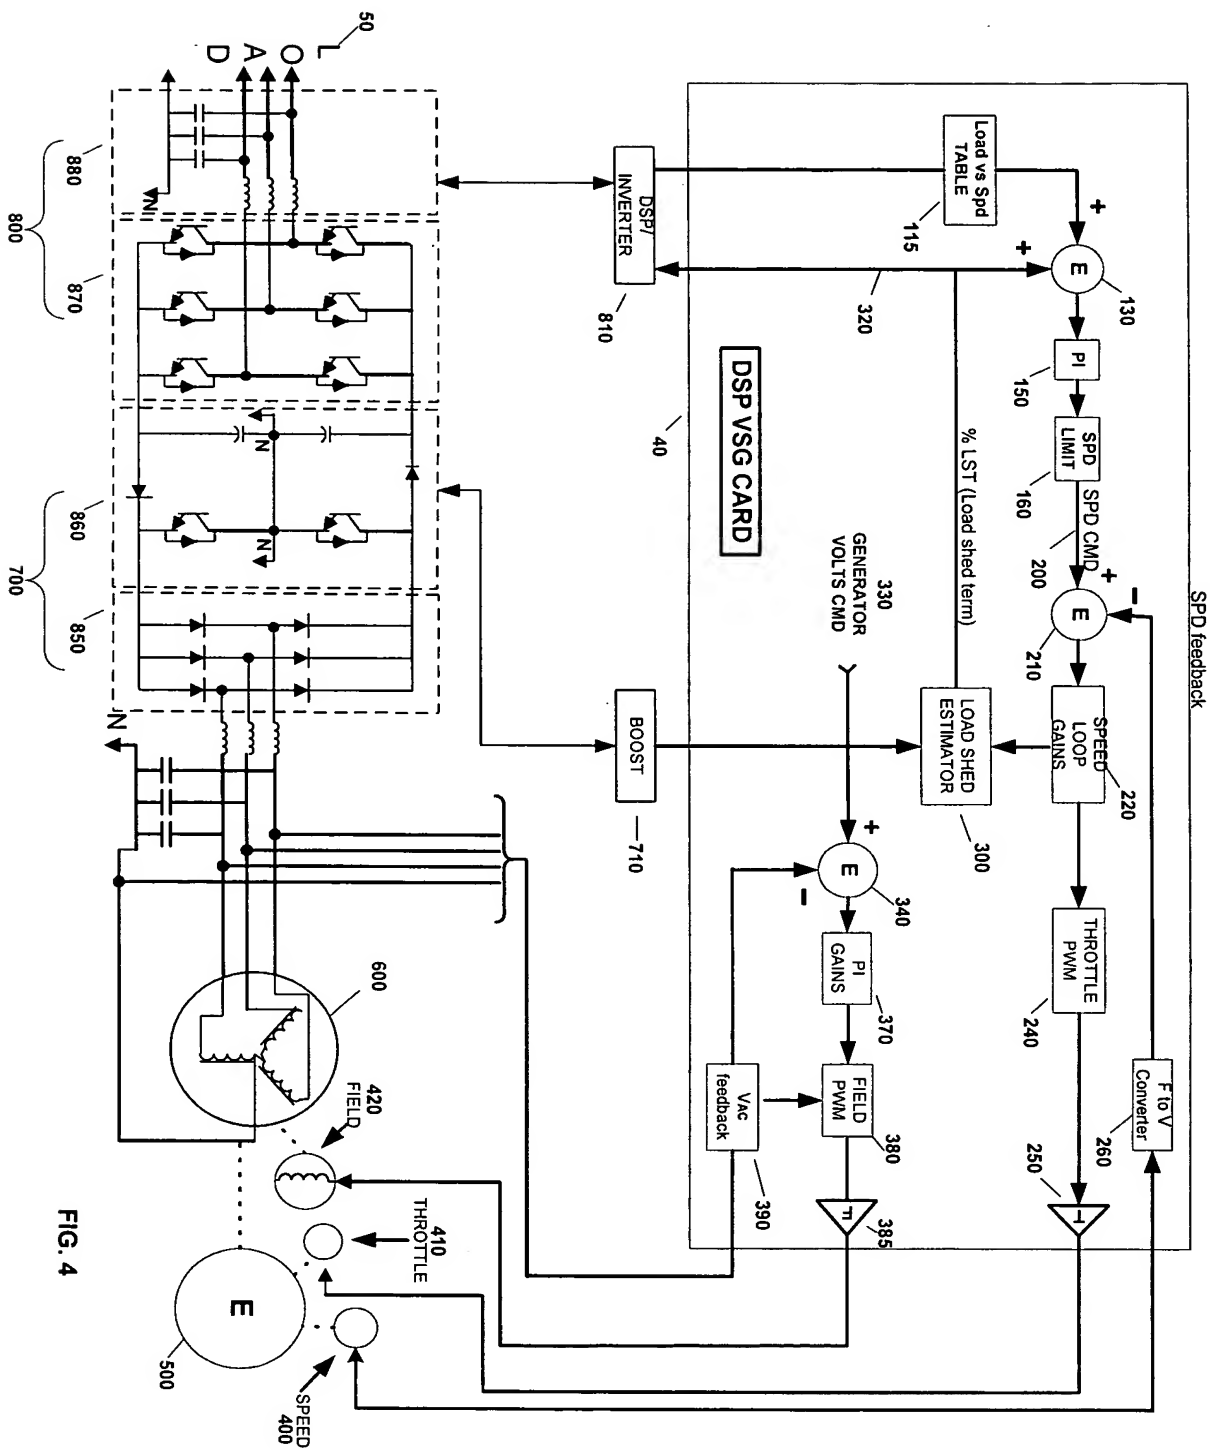 SPD feedback
F to V
Converter
260
Load vs Spd
TABLE
115
+
+
E
130
PI
150
SPD
LIMIT
160
SPD CMD
200
+
-
E
210
SPEED
LOOP
GAINS
220
THROTTLE
PWM
240
T
250
320
% LST (Load shed term)
LOAD SHED
ESTIMATOR
300
330
GENERATOR
VOLTS CMD
+
-
E
340
PI
GAINS
370
FIELD
PWM
380
F
385
VAC
feedback
390
DSP VSG CARD
40
DSP/
INVERTER
810
BOOST
710
50
L
O
A
D
N
N
N
N
880
870
800
860
850
700
600
420
FIELD
410
THROTTLE
SPEED
400
E
500
FIG. 4